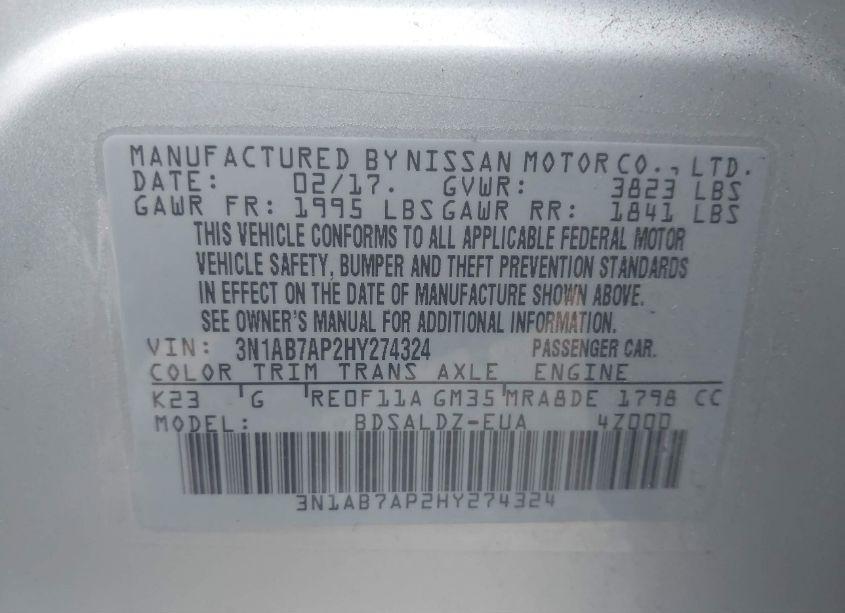 MANUFACTURED BY NISSAN MOTOR CO., LTD.
DATE: 02/17. GVWR: 3823 LBS
GAWR FR: 1995 LBS GAWR RR: 1841 LBS
THIS VEHICLE CONFORMS TO ALL APPLICABLE FEDERAL MOTOR
VEHICLE SAFETY, BUMPER AND THEFT PREVENTION STANDARDS
IN EFFECT ON THE DATE OF MANUFACTURE SHOWN ABOVE.
SEE OWNER'S MANUAL FOR ADDITIONAL INFORMATION.
VIN: 3N1AB7AP2HY274324 PASSENGER CAR.
COLOR TRIM TRANS AXLE ENGINE
K23 G RE0F11A GM35 MRA8DE 1798 CC
MODEL: BDSALDZ-EUA 4Z000
3N1AB7AP2HY274324